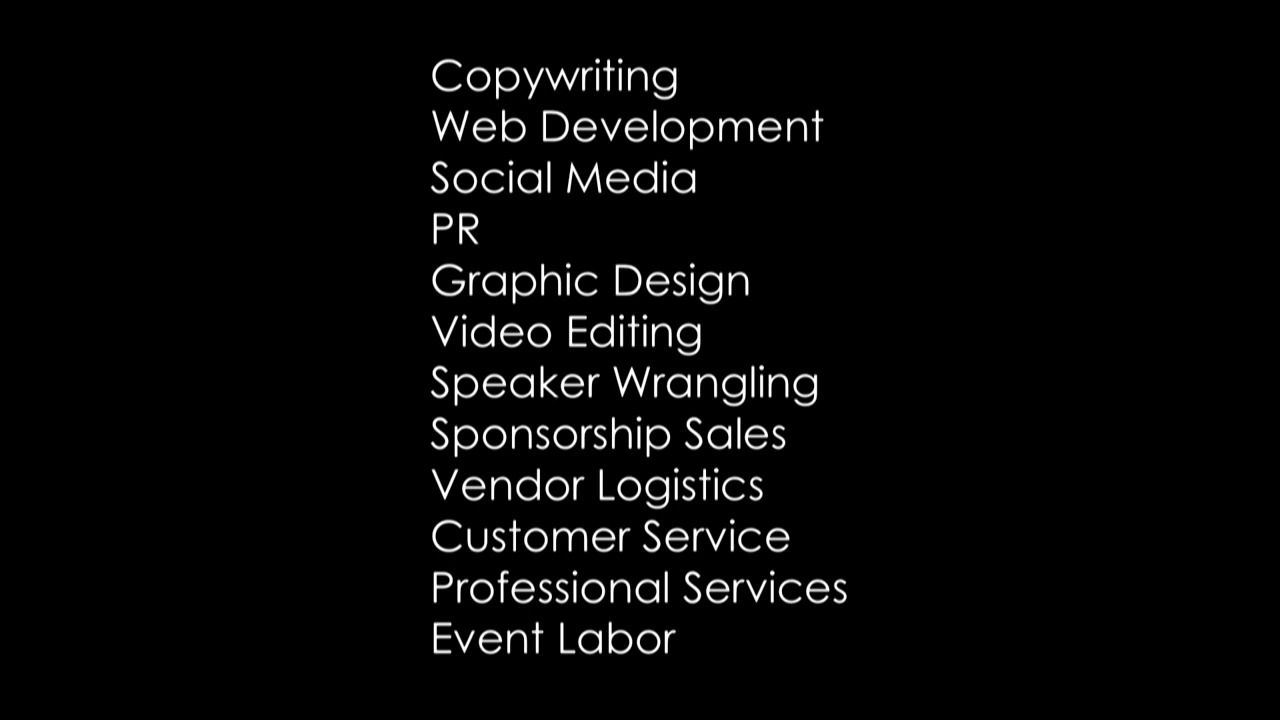 Copywriting
Web Development
Social Media
PR
Graphic Design
Video Editing
Speaker Wrangling
Sponsorship Sales
Vendor Logistics
Customer Service
Professional Services
Event Labor